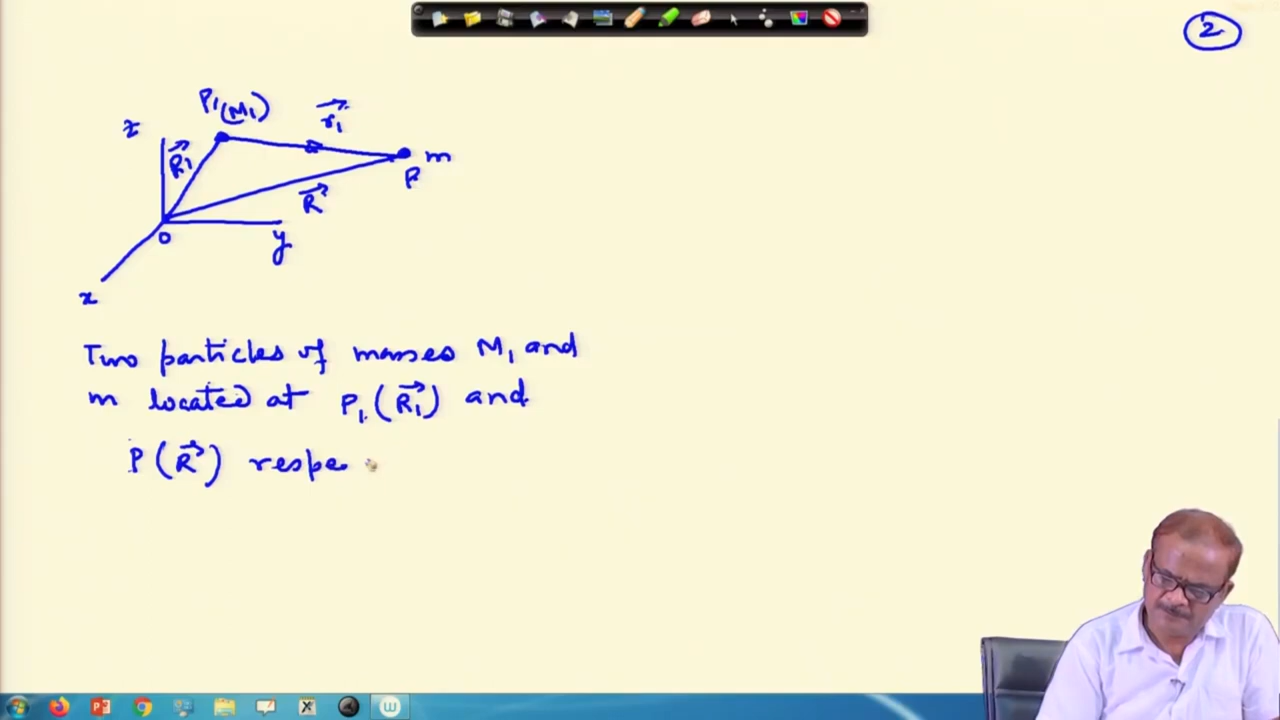 2
P₁(M₁)
z
r₁
R₁
m
P
R
O
y
x
Two particles of masses M₁ and
m located at P₁(R₁) and
P(R) respe